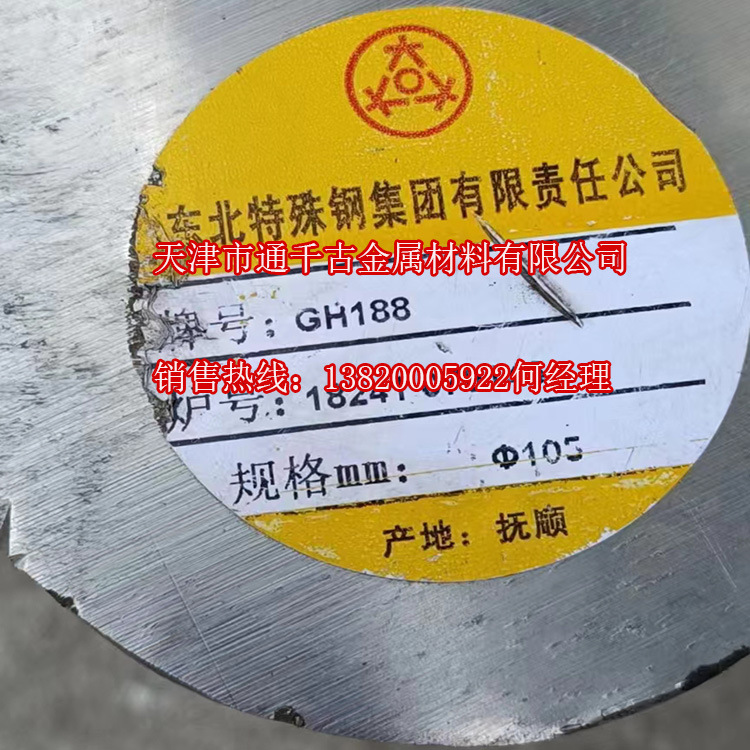 东北特殊钢集团有限责任公司
天津市通千古金属材料有限公司
牌号:GH188
销售热线:13820005922何经理
炉号:18241
规格mm: Φ105
产地:抚顺